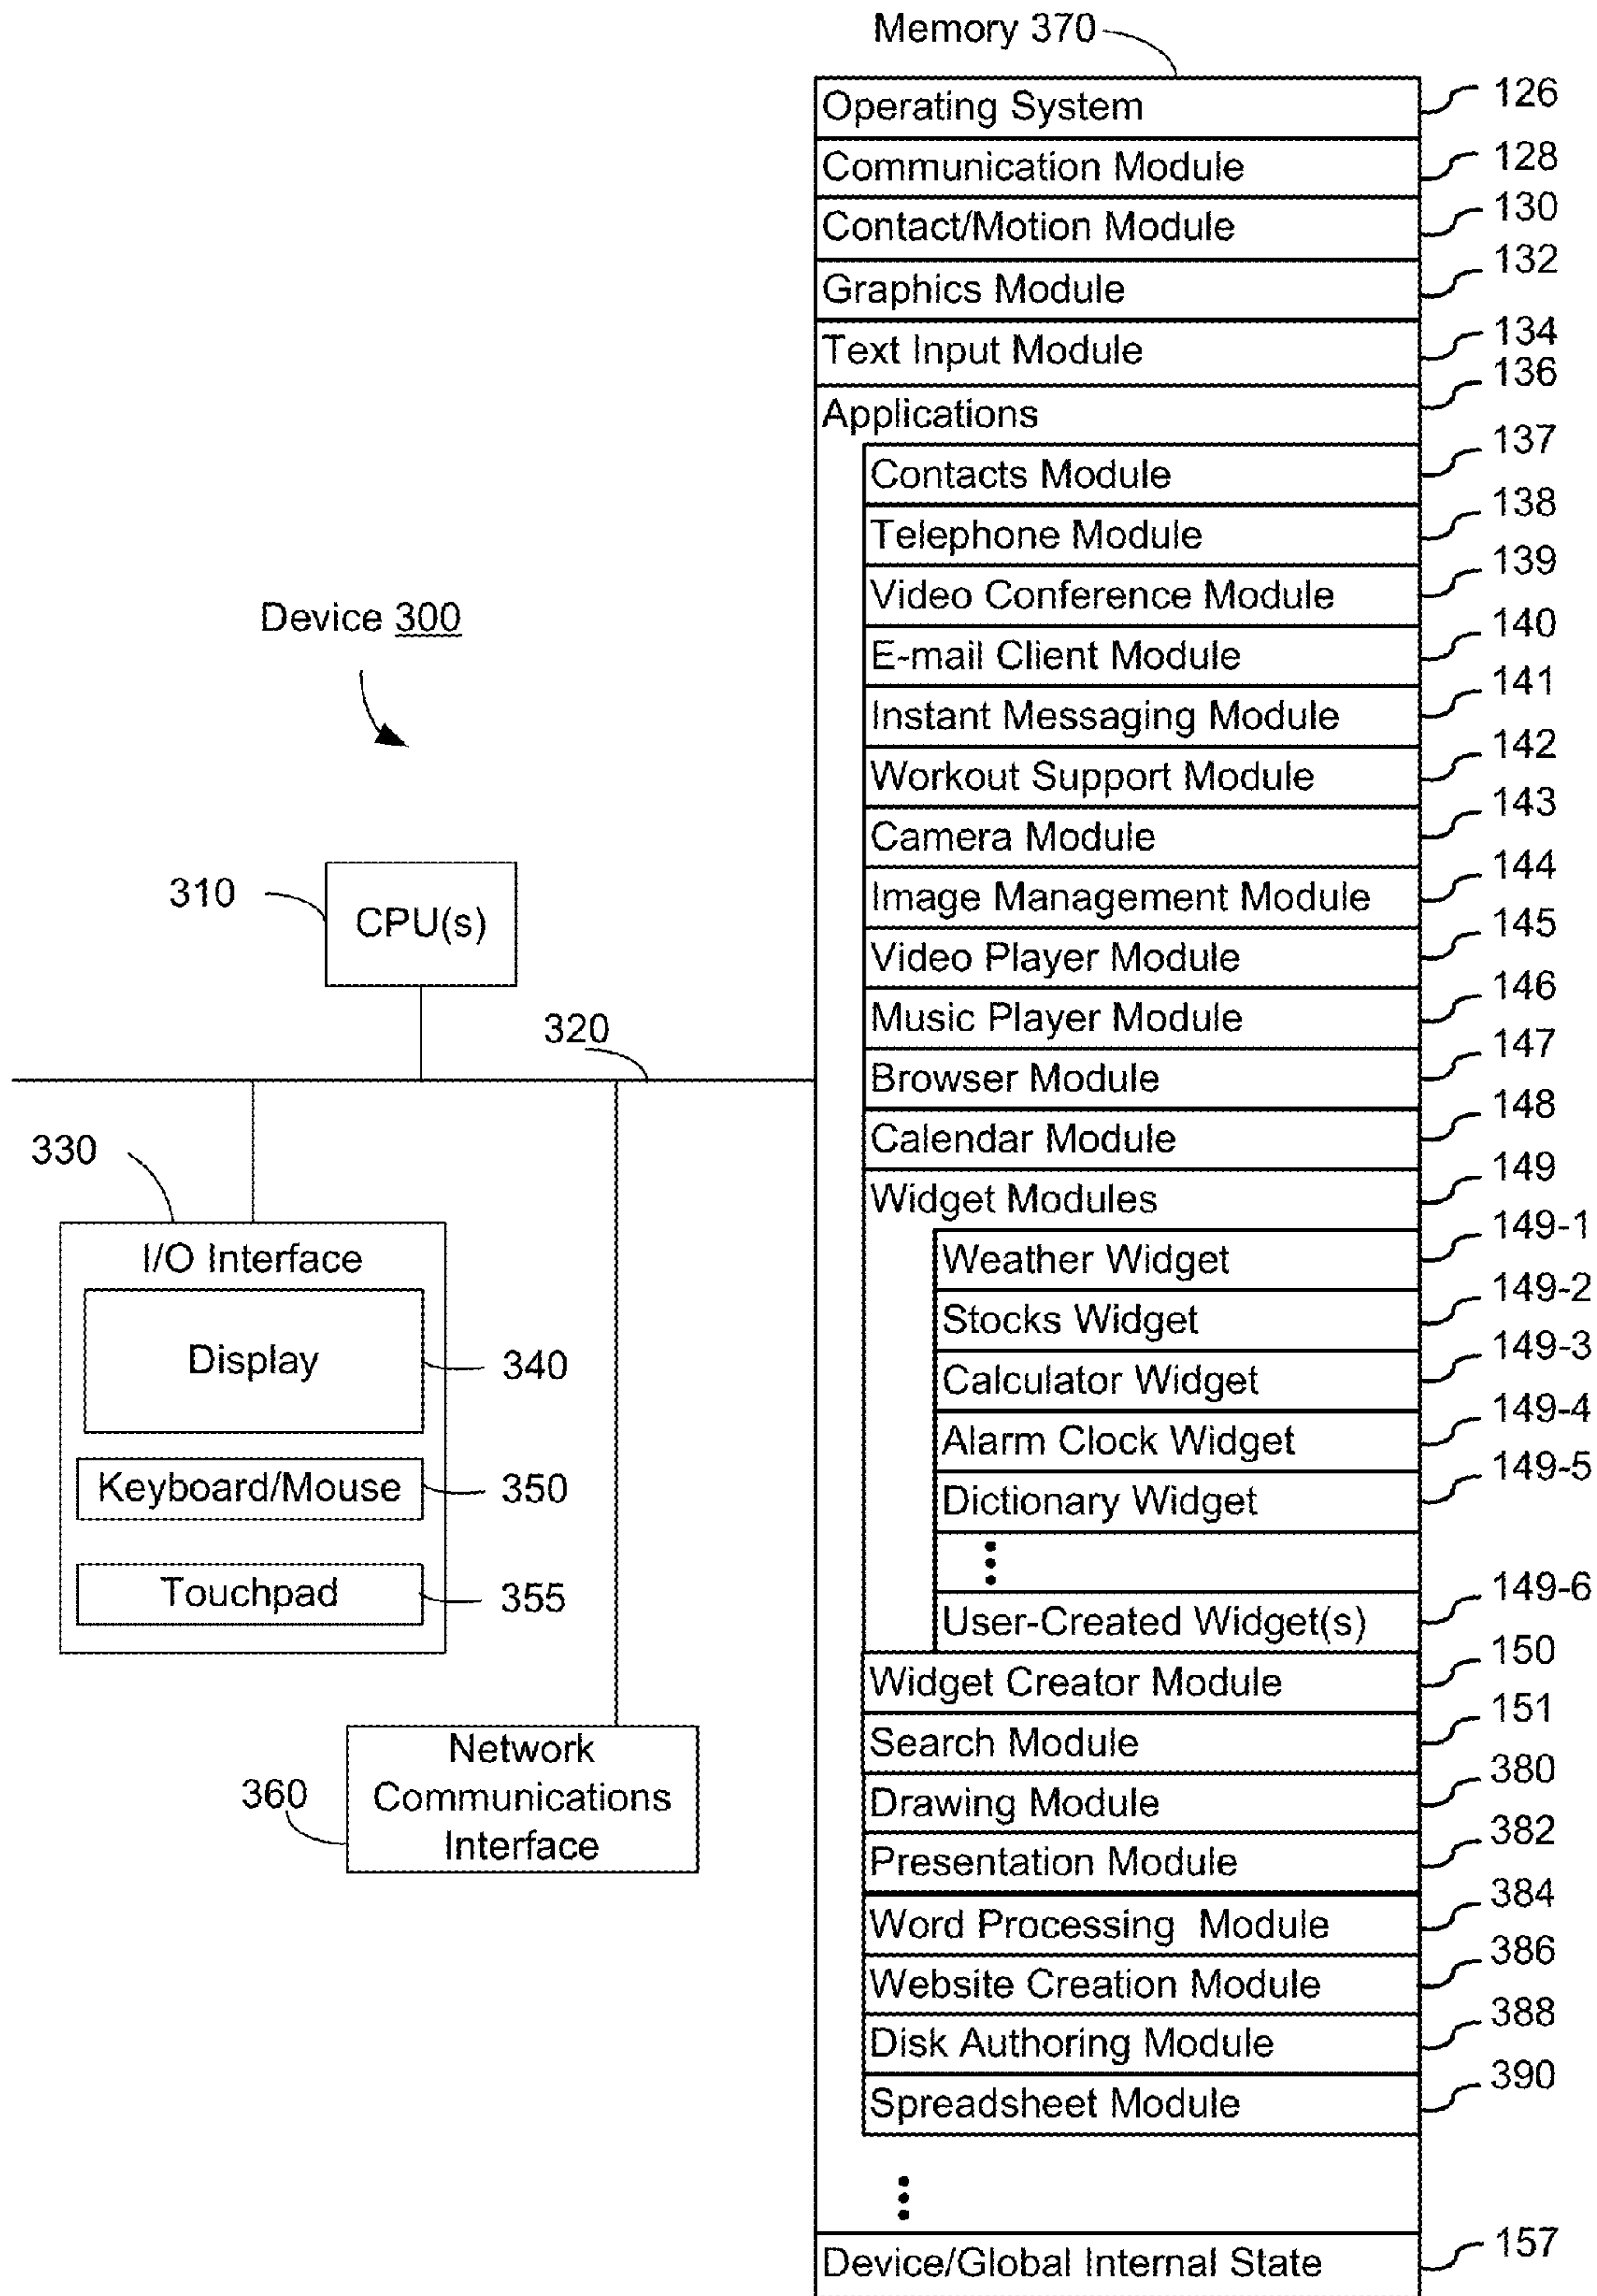 Memory 370
Operating System 126
Communication Module 128
Contact/Motion Module 130
Graphics Module 132
Text Input Module 134
Applications 136
Contacts Module 137
Telephone Module 138
Video Conference Module 139
E-mail Client Module 140
Instant Messaging Module 141
Workout Support Module 142
Camera Module 143
Image Management Module 144
Video Player Module 145
Music Player Module 146
Browser Module 147
Calendar Module 148
Widget Modules 149
Weather Widget 149-1
Stocks Widget 149-2
Calculator Widget 149-3
Alarm Clock Widget 149-4
Dictionary Widget 149-5
User-Created Widget(s) 149-6
Widget Creator Module 150
Search Module 151
Drawing Module 380
Presentation Module 382
Word Processing Module 384
Website Creation Module 386
Disk Authoring Module 388
Spreadsheet Module 390
Device/Global Internal State 157
Device 300
310 CPU(s)
320
330
I/O Interface
Display 340
Keyboard/Mouse 350
Touchpad 355
360
Network
Communications
Interface